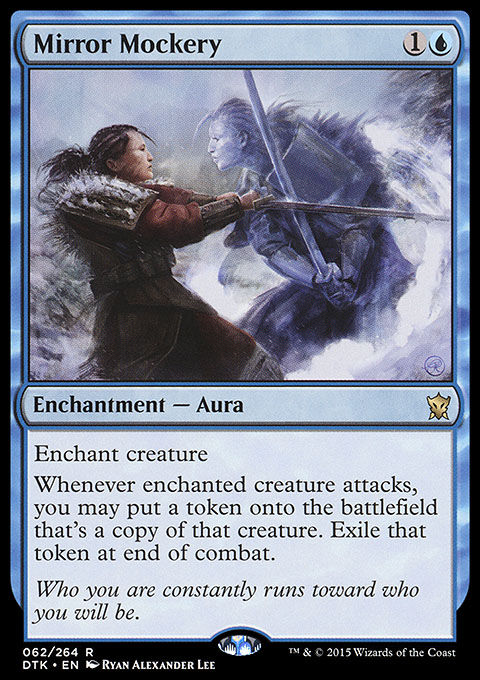 Mirror Mockery 1
Enchantment — Aura
Enchant creature
Whenever enchanted creature attacks,
you may put a token onto the battlefield
that's a copy of that creature. Exile that
token at end of combat.
Who you are constantly runs toward who
you will be.
062/264 R
DTK • EN Ryan Alexander Lee
™ & © 2015 Wizards of the Coast